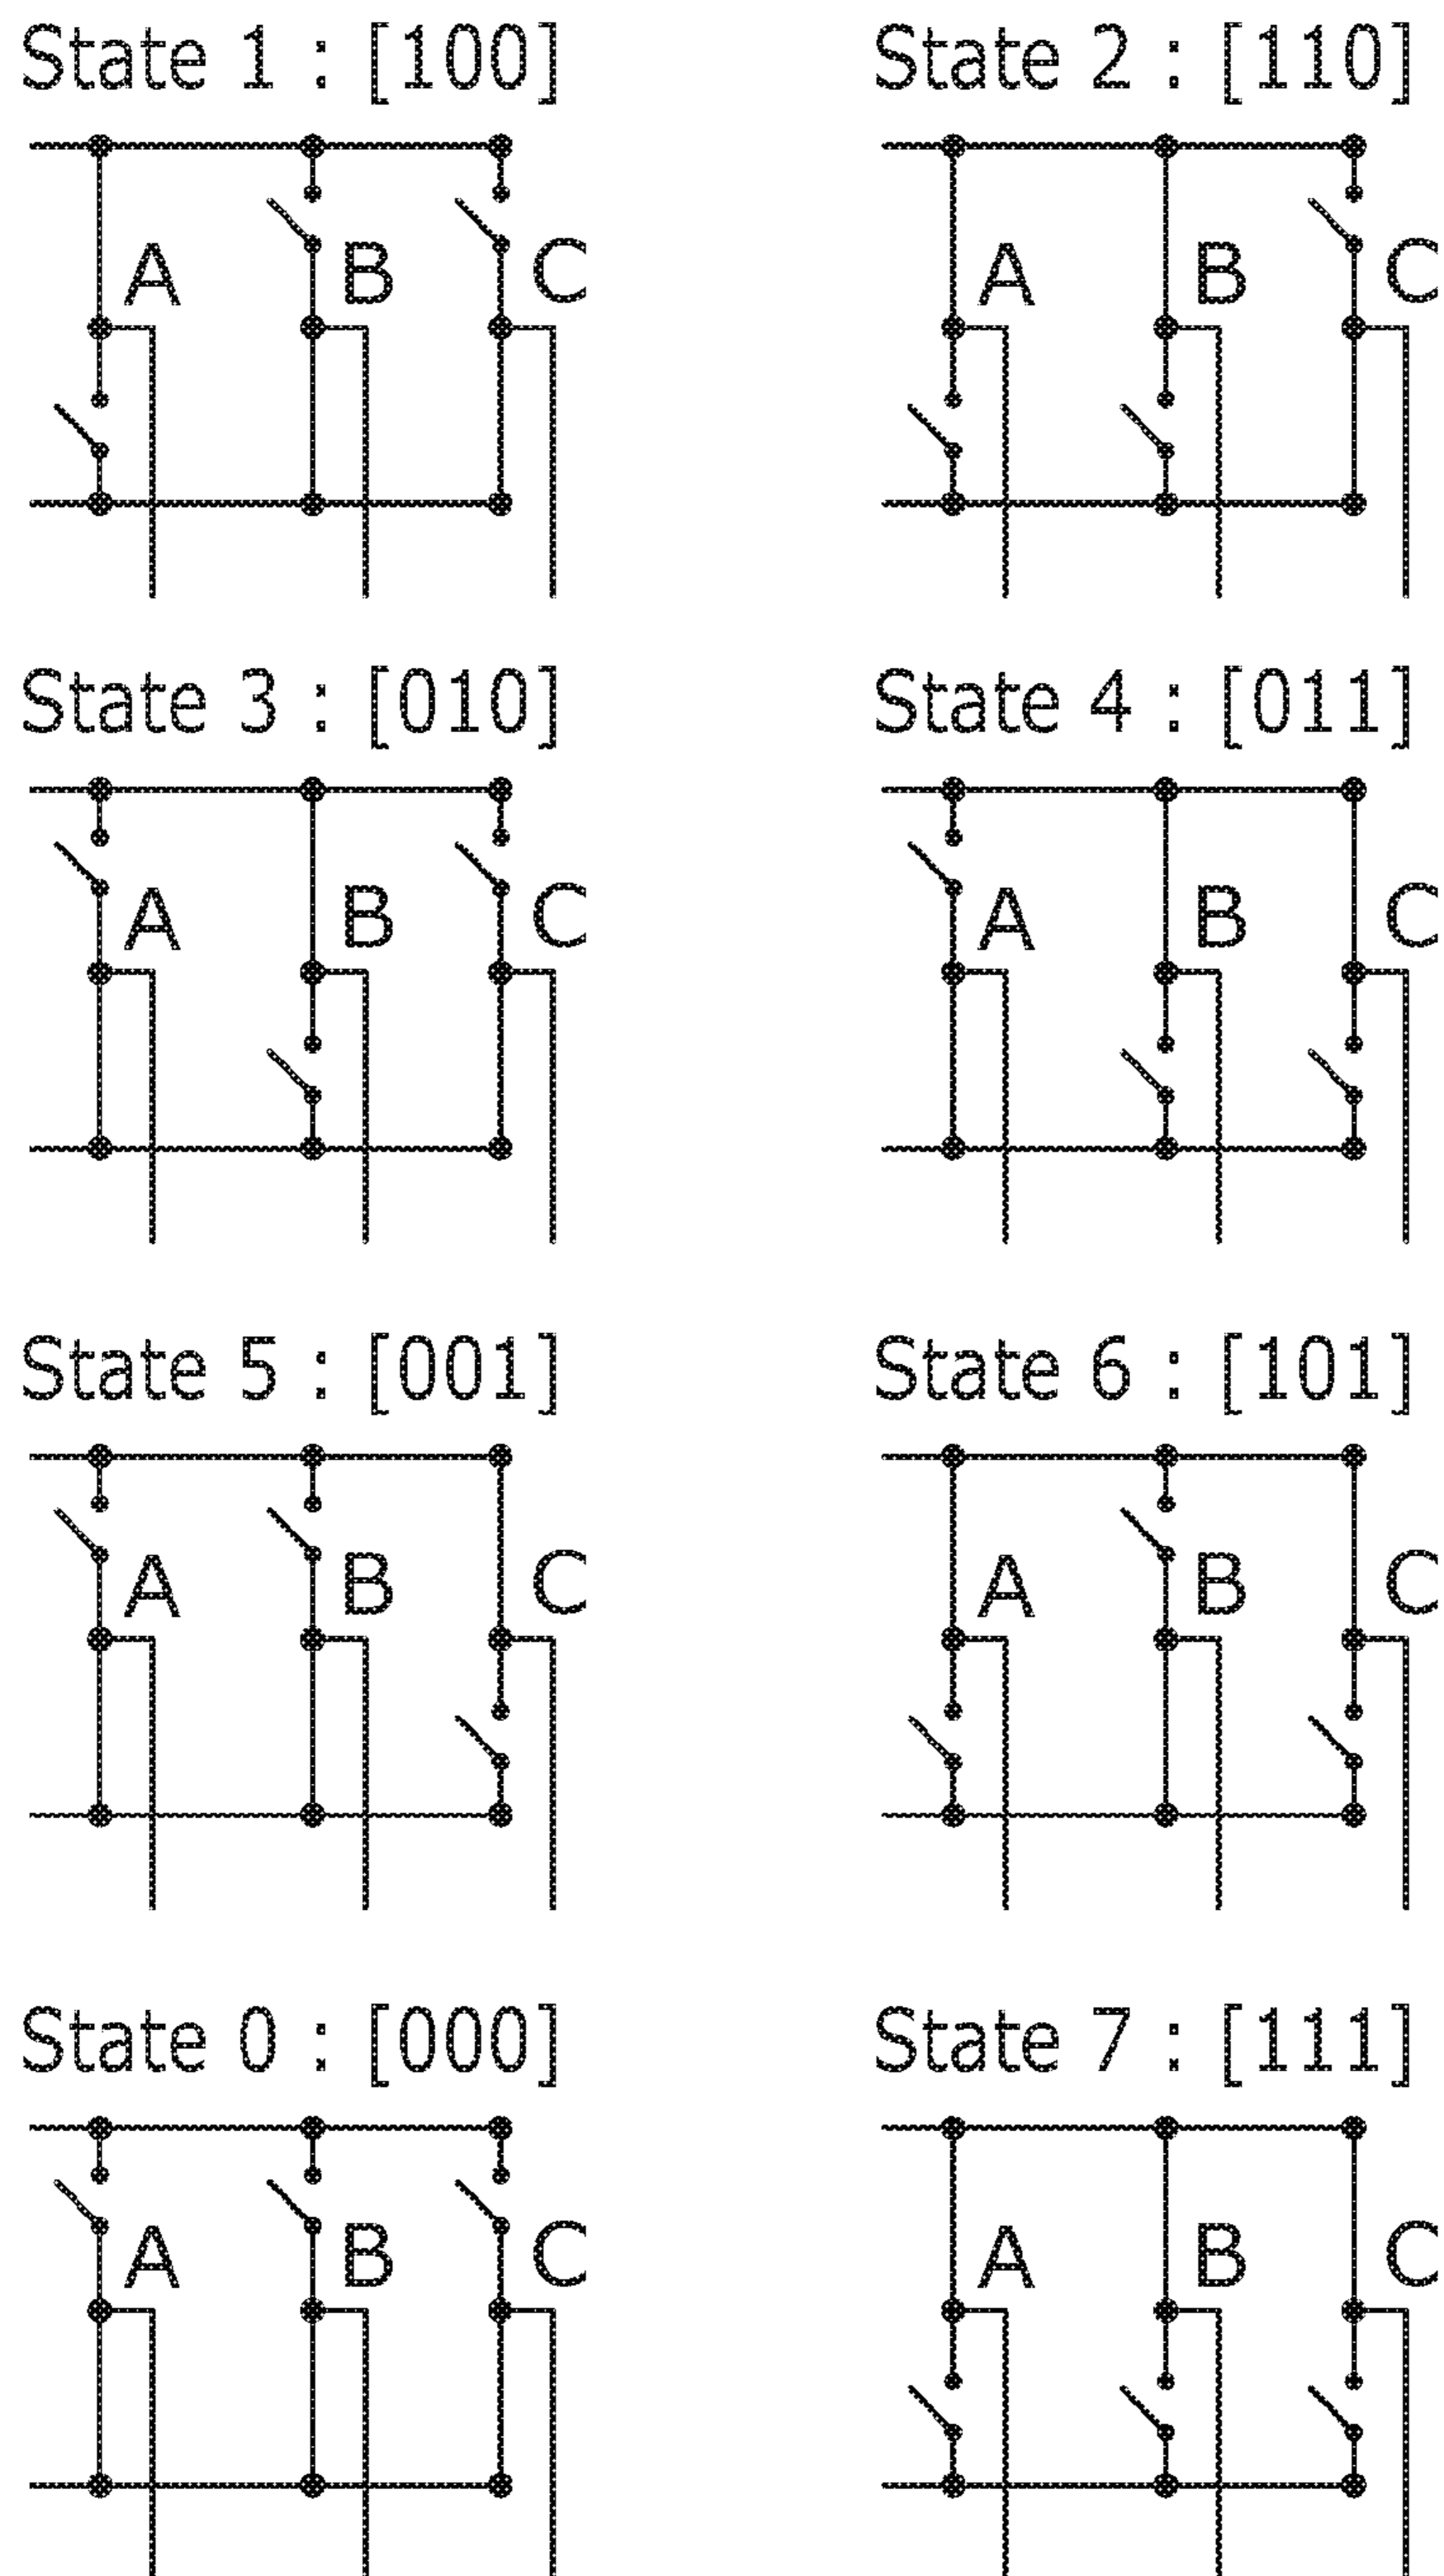 State 1 : [100]
State 2 : [110]
A B C
A B C
State 3 : [010]
State 4 : [011]
A B C
A B C
State 5 : [001]
State 6 : [101]
A B C
A B C
State 0 : [000]
State 7 : [111]
A B C
A B C